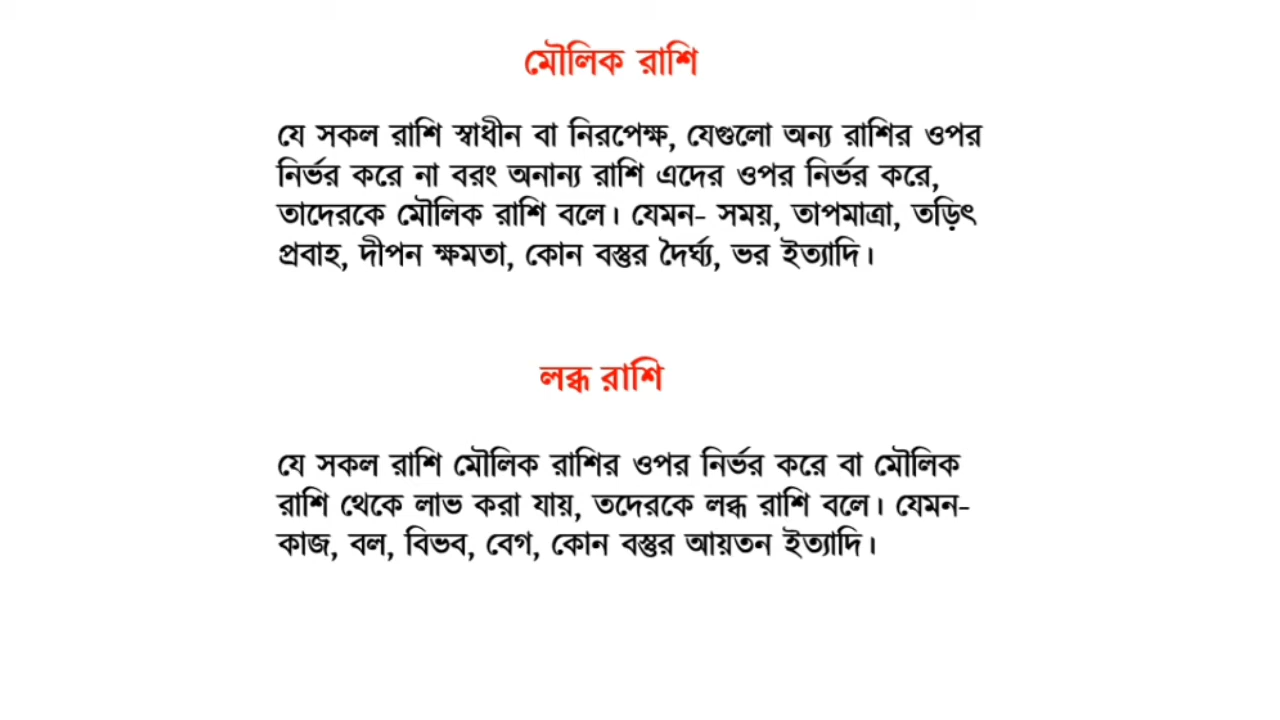 মৌলিক রাশি
যে সকল রাশি স্বাধীন বা নিরপেক্ষ, যেগুলো অন্য রাশির ওপর
নির্ভর করে না বরং অনান্য রাশি এদের ওপর নির্ভর করে,
তাদেরকে মৌলিক রাশি বলে। যেমন- সময়, তাপমাত্রা, তড়িৎ
প্রবাহ, দীপন ক্ষমতা, কোন বস্তুর দৈর্ঘ্য, ভর ইত্যাদি।
লব্ধ রাশি
যে সকল রাশি মৌলিক রাশির ওপর নির্ভর করে বা মৌলিক
রাশি থেকে লাভ করা যায়, তদেরকে লব্ধ রাশি বলে। যেমন-
কাজ, বল, বিভব, বেগ, কোন বস্তুর আয়তন ইত্যাদি।